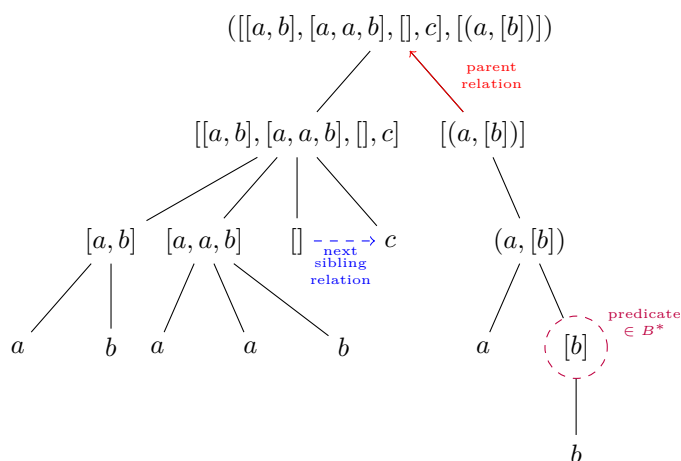 ([[a, b], [a, a, b], [], c], [(a, [b])])
parent
relation
[[a, b], [a, a, b], [], c]
[(a, [b])]
[a, b]
[a, a, b]
[]
c
(a, [b])
next
sibling
relation
predicate
∈ B*
a
b
a
a
b
a
[b]
b